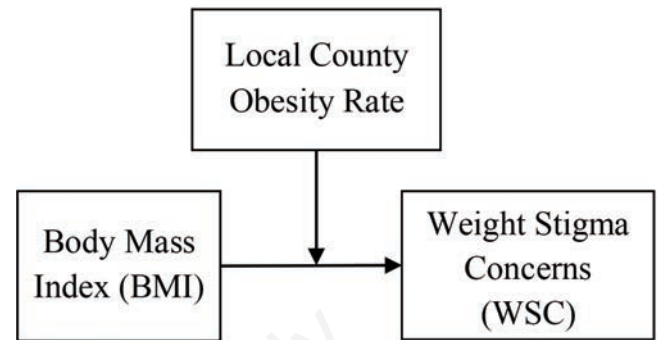 Local County
Obesity Rate
Body Mass
Index (BMI)
Weight Stigma
Concerns
(WSC)